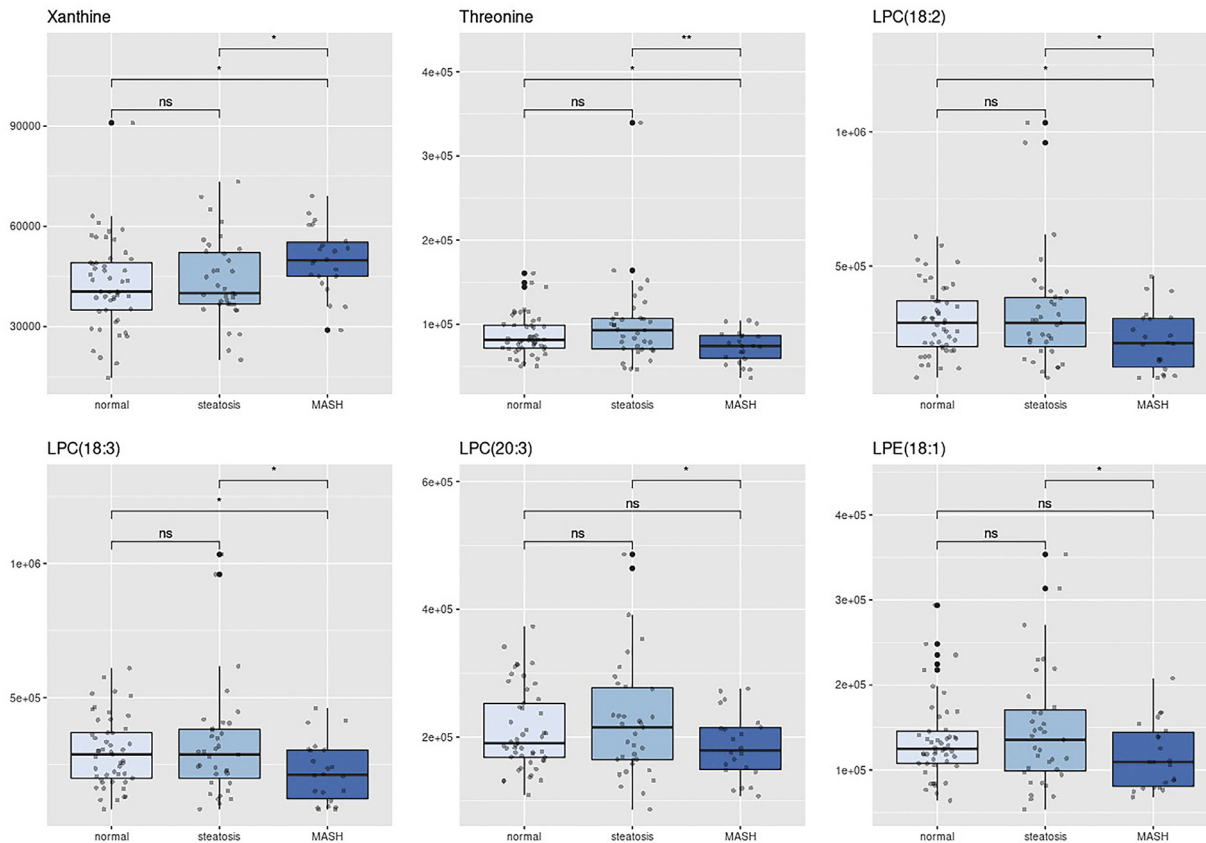 Xanthine
*
*
ns
90000
60000
30000
normal steatosis MASH
Threonine
**
*
ns
4e+05
3e+05
2e+05
1e+05
normal steatosis MASH
LPC(18:2)
*
*
ns
1e+06
5e+05
normal steatosis MASH
LPC(18:3)
*
*
ns
1e+06
5e+05
normal steatosis MASH
LPC(20:3)
*
ns
ns
6e+05
4e+05
2e+05
normal steatosis MASH
LPE(18:1)
*
ns
ns
4e+05
3e+05
2e+05
1e+05
normal steatosis MASH